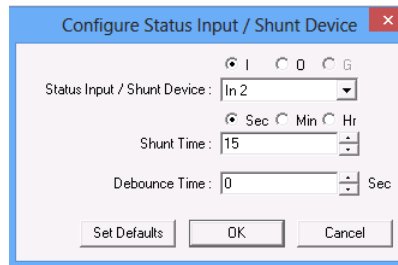 Configure Status Input / Shunt Device
I O G
Status Input / Shunt Device : In 2
Sec Min Hr
Shunt Time : 15
Debounce Time : 0 Sec
Set Defaults OK Cancel